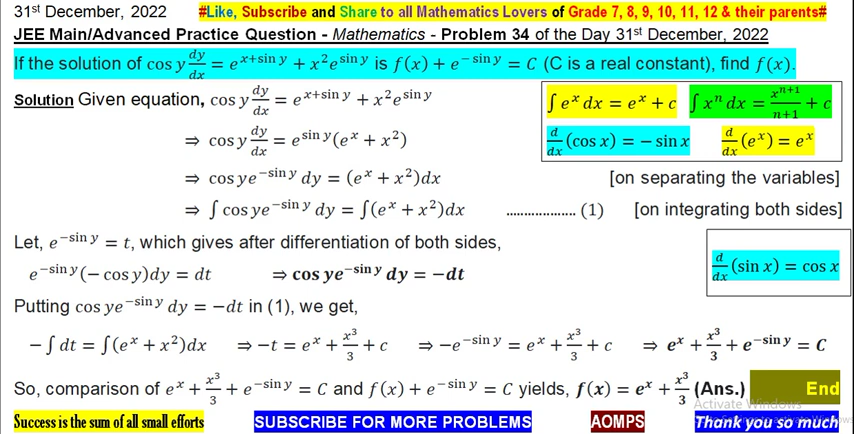 31st December, 2022 #Like, Subscribe and Share to all Mathematics Lovers of Grade 7, 8, 9, 10, 11, 12 & their parents#
JEE Main/Advanced Practice Question - Mathematics - Problem 34 of the Day 31st December, 2022
If the solution of cos y dy/dx = e^(x+sin y) + x²e^(sin y) is f(x) + e^(− sin y) = C (C is a real constant), find f(x).
Solution Given equation, cos y dy/dx = e^(x+sin y) + x²e^(sin y)
∫ e^x dx = e^x + c ∫ x^n dx = x^(n+1)/(n+1) + c
⇒ cos y dy/dx = e^(sin y)(e^x + x²)
d/dx (cos x) = − sin x d/dx (e^x) = e^x
⇒ cos y e^(− sin y) dy = (e^x + x²)dx [on separating the variables]
⇒ ∫ cos y e^(− sin y) dy = ∫(e^x + x²)dx .................... (1) [on integrating both sides]
Let, e^(− sin y) = t, which gives after differentiation of both sides,
d/dx (sin x) = cos x
e^(− sin y)(− cos y)dy = dt ⇒ cos y e^(− sin y) dy = −dt
Putting cos y e^(− sin y) dy = −dt in (1), we get,
− ∫ dt = ∫(e^x + x²)dx ⇒ −t = e^x + x³/3 + c ⇒ −e^(− sin y) = e^x + x³/3 + c ⇒ e^x + x³/3 + e^(− sin y) = C
So, comparison of e^x + x³/3 + e^(− sin y) = C and f(x) + e^(− sin y) = C yields, f(x) = e^x + x³/3 (Ans.) End
Activate Windows
Success is the sum of all small efforts SUBSCRIBE FOR MORE PROBLEMS AOMPS Thank you so much